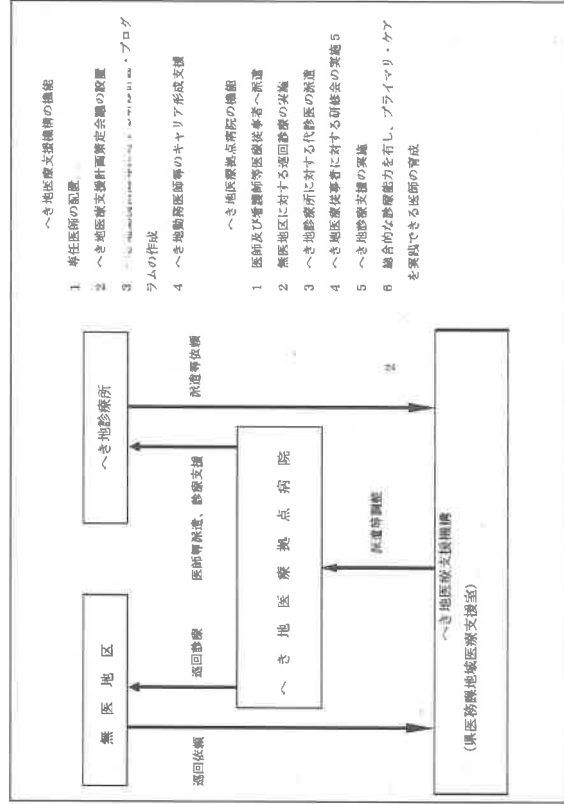 無医地区
へき地診療所
巡回依頼
巡回診療
医師等派遣、診療支援
派遣等依頼
へき地医療拠点病院
派遣等調整
へき地医療支援機構
(県医務課地域医療支援室)
へき地医療支援機構の機能
1 専任医師の配置
2 へき地医療支援計画策定会議の設置
3
・プログ
ラムの作成
4 へき地勤務医師等のキャリア形成支援
へき地医療拠点病院の機能
1 医師及び看護師等医療従事者へ派遣
2 無医地区に対する巡回診療の実施
3 へき地診療所に対する代診医の派遣
4 へき地医療従事者に対する研修会の実施5
5 へき地診療支援の実施
6 総合的な診療能力を有し、プライマリ・ケア
を実践できる医師の育成